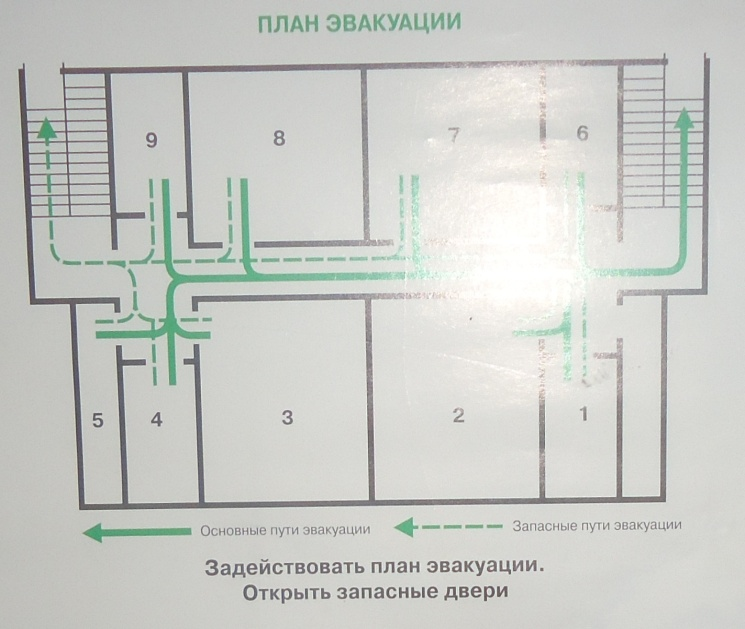 ПЛАН ЭВАКУАЦИИ
9
8
7
6
5
4
3
2
1
Основные пути эвакуации
Запасные пути эвакуации
Задействовать план эвакуации.
Открыть запасные двери